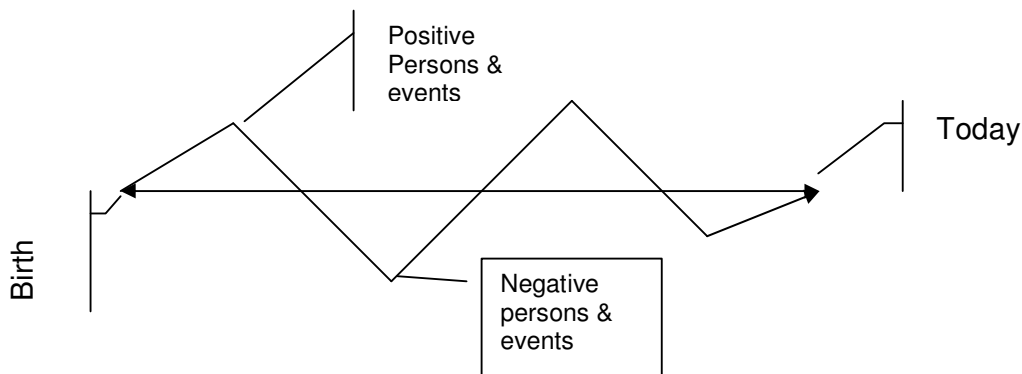 Positive
Persons &
events
Today
Birth
Negative
persons &
events